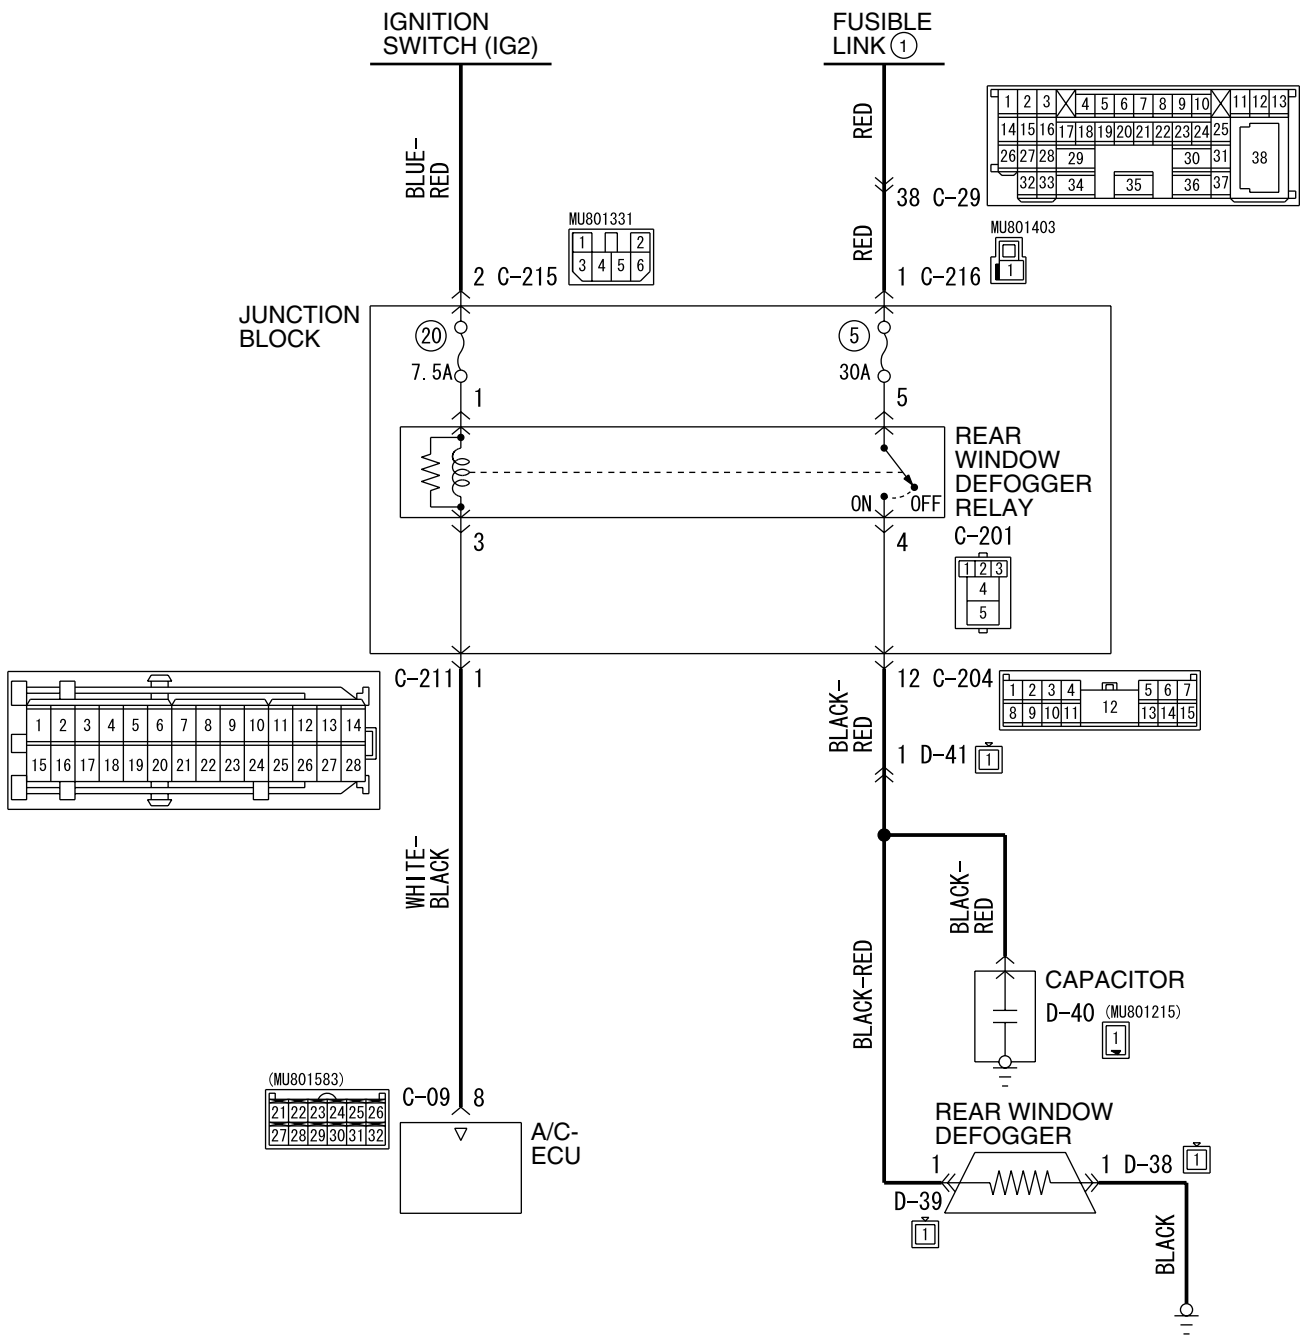 IGNITION
SWITCH (IG2)
FUSIBLE
LINK 1
BLUE-
RED
RED
1 2 3 4 5 6 7 8 9 10 11 12 13
14 15 16 17 18 19 20 21 22 23 24 25
26 27 28 29 30 31 38
32 33 34 35 36 37
38 C-29
RED
MU801331
1 2
3 4 5 6
MU801403
1
2 C-215
1 C-216
JUNCTION
BLOCK
20
7.5A
5
30A
1
5
REAR
WINDOW
DEFOGGER
RELAY
ON
OFF
C-201
1 2 3
4
5
3
4
C-211 1
12 C-204
1 2 3 4 5 6 7
8 9 10 11 12 13 14 15
1 2 3 4 5 6 7 8 9 10 11 12 13 14
15 16 17 18 19 20 21 22 23 24 25 26 27 28
BLACK-
RED
1 D-41
1
WHITE-
BLACK
BLACK-
RED
BLACK-RED
CAPACITOR
D-40 (MU801215)
1
(MU801583)
21 22 23 24 25 26
27 28 29 30 31 32
C-09 8
A/C-
ECU
REAR WINDOW
DEFOGGER
1
D-39
1
1 D-38
1
BLACK